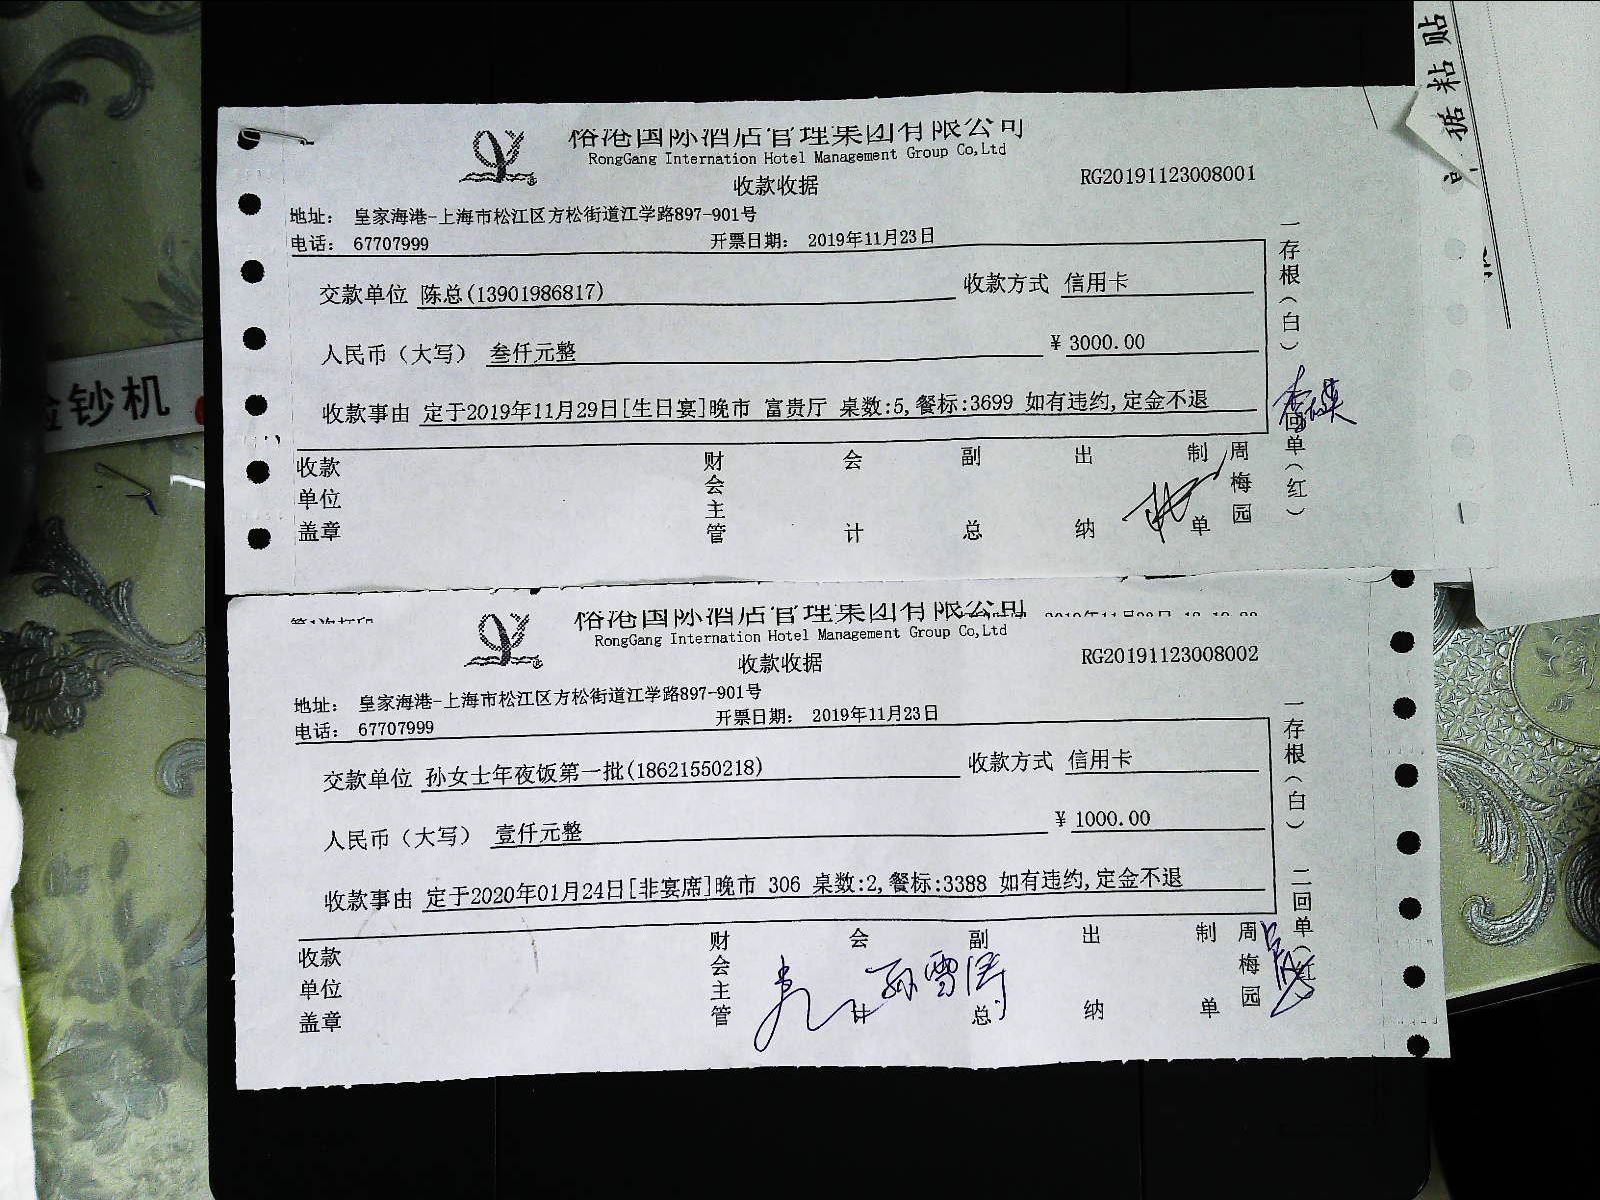 裕港国际酒店管理集团有限公司
RongGang Internation Hotel Management Group Co,Ltd
收款收据
RG20191123008001
地址: 皇家海港-上海市松江区方松街道江学路897-901号
电话: 67707999 开票日期: 2019年11月23日
交款单位 陈总(13901986817) 收款方式 信用卡
人民币（大写） 叁仟元整 ¥ 3000.00
收款事由 定于2019年11月29日[生日宴]晚市 富贵厅 桌数:5,餐标:3699 如有违约,定金不退
收款单位盖章 财会主管 会计 副总 出纳 制单 周梅园
一存根（白） 回单（红）
第1次打印
裕港国际酒店管理集团有限公司
RongGang Internation Hotel Management Group Co,Ltd
收款收据
RG20191123008002
地址: 皇家海港-上海市松江区方松街道江学路897-901号
电话: 67707999 开票日期: 2019年11月23日
交款单位 孙女士年夜饭第一批(18621550218) 收款方式 信用卡
人民币（大写） 壹仟元整 ¥ 1000.00
收款事由 定于2020年01月24日[非宴席]晚市 306 桌数:2,餐标:3388 如有违约,定金不退
收款单位盖章 财会主管 会计 副总 出纳 制单 周梅园
孙雪涛
一存根（白） 二回单（红
验钞机
据粘贴